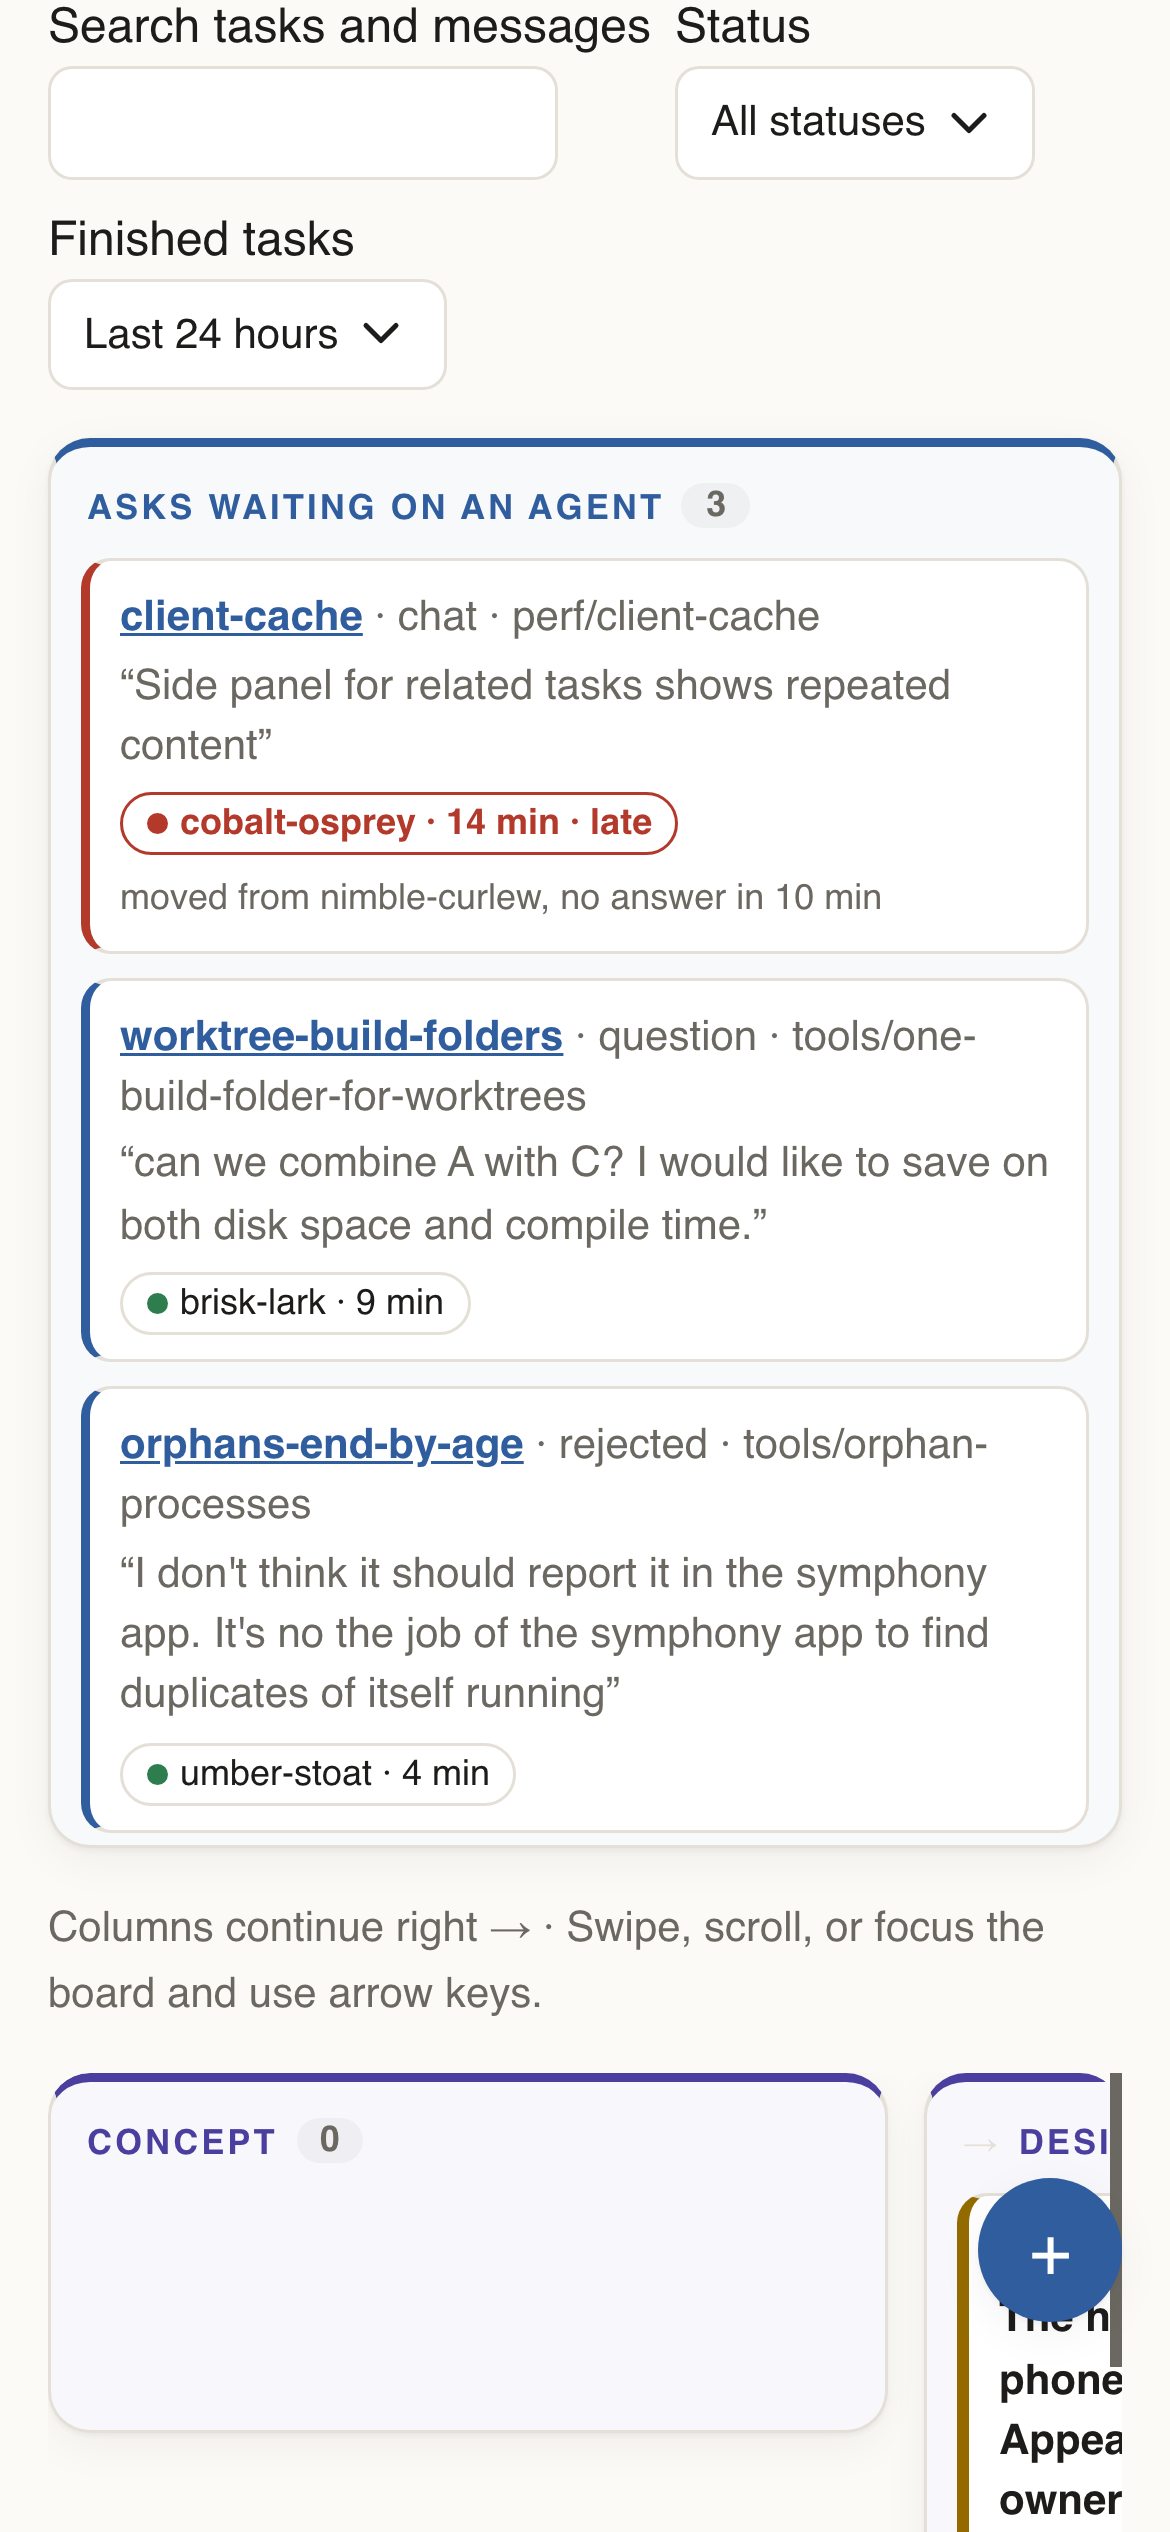 Search tasks and messages Status
All statuses
Finished tasks
Last 24 hours
ASKS WAITING ON AN AGENT 3
client-cache · chat · perf/client-cache
“Side panel for related tasks shows repeated
content”
cobalt-osprey · 14 min · late
moved from nimble-curlew, no answer in 10 min
worktree-build-folders · question · tools/one-
build-folder-for-worktrees
“can we combine A with C? I would like to save on
both disk space and compile time.”
brisk-lark · 9 min
orphans-end-by-age · rejected · tools/orphan-
processes
“I don't think it should report it in the symphony
app. It's no the job of the symphony app to find
duplicates of itself running”
umber-stoat · 4 min
Columns continue right → · Swipe, scroll, or focus the
board and use arrow keys.
CONCEPT 0
→ DESI
+
The n
phone
Appea
owner